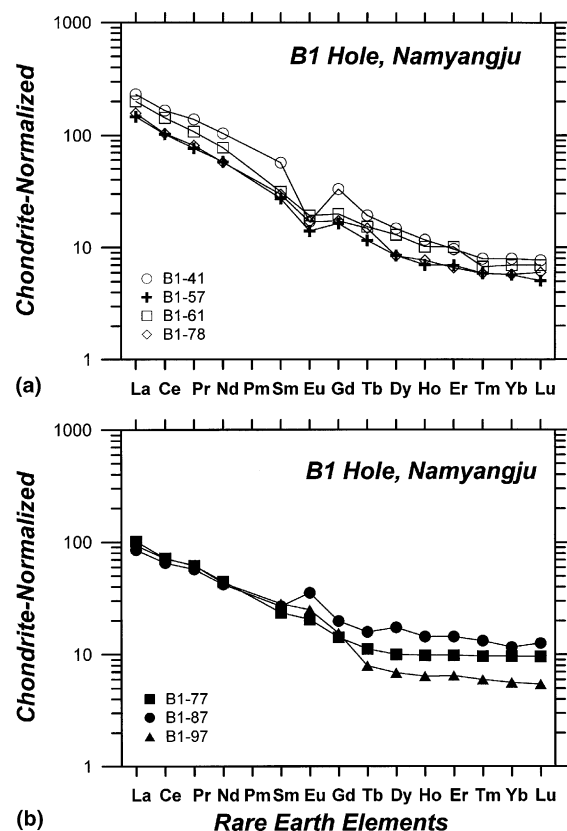 1000
B1 Hole, Namyangju
100
10
1
Chondrite-Normalized
B1-41
B1-57
B1-61
B1-78
(a)
La Ce Pr Nd Pm Sm Eu Gd Tb Dy Ho Er Tm Yb Lu
1000
B1 Hole, Namyangju
100
10
1
Chondrite-Normalized
B1-77
B1-87
B1-97
La Ce Pr Nd Pm Sm Eu Gd Tb Dy Ho Er Tm Yb Lu
(b)
Rare Earth Elements